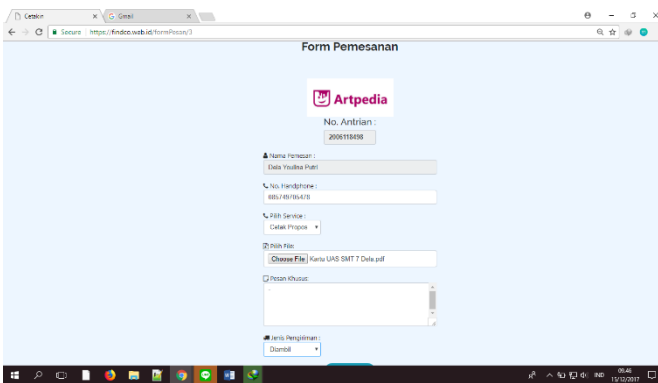 Cetakin
Gmail
Secure https://findco.web.id/formPesan/3
Form Pemesanan
Artpedia
No. Antrian :
2006118498
Nama Pemesan :
Dela Youlina Putri
No. Handphone :
Pilih Service :
Cetak Propos
Pilih File:
Choose File Kartu UAS SMT 7 Dela.pdf
Pesan Khusus:
Jenis Pengiriman :
Diambil
IND
09.46
15/12/2017